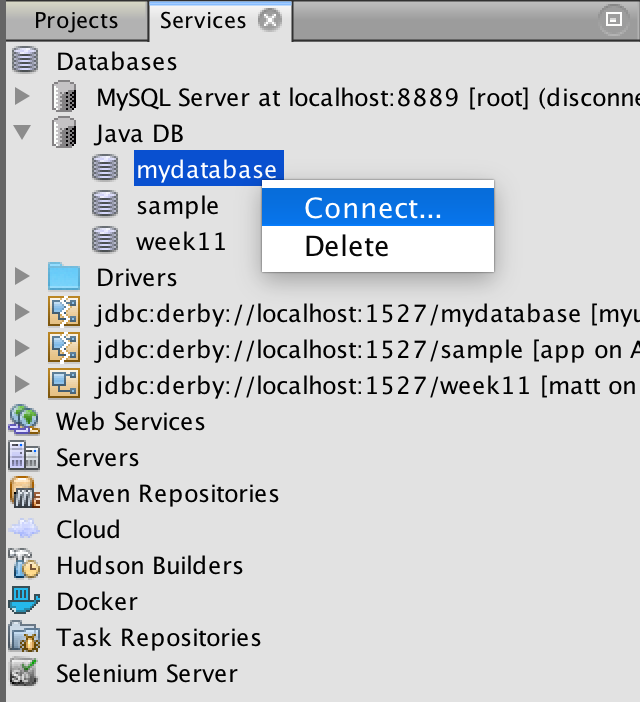 Projects Services
Databases
MySQL Server at localhost:8889 [root] (disconne
Java DB
mydatabase
sample
Connect...
week11
Delete
Drivers
jdbc:derby://localhost:1527/mydatabase [myu
jdbc:derby://localhost:1527/sample [app on A
jdbc:derby://localhost:1527/week11 [matt on
Web Services
Servers
Maven Repositories
Cloud
Hudson Builders
Docker
Task Repositories
Selenium Server